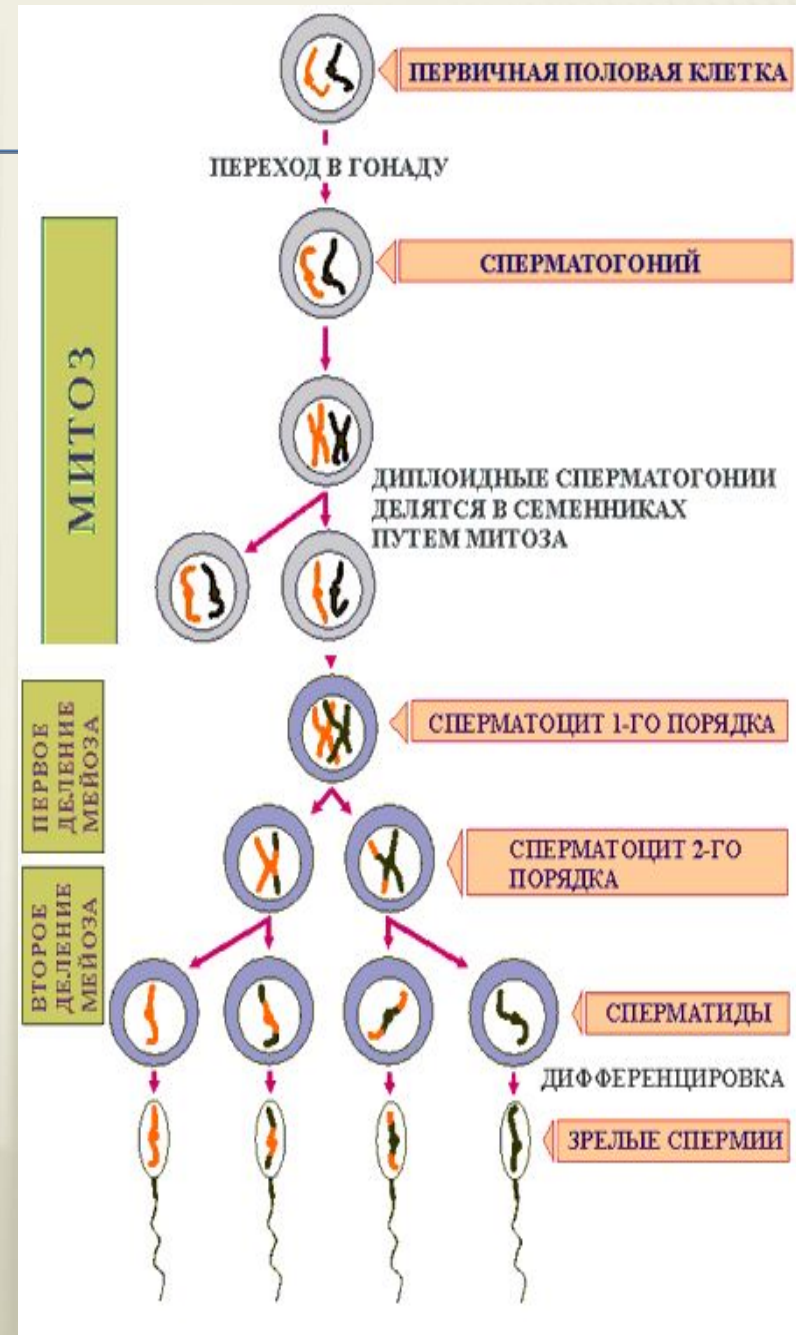 ПЕРВИЧНАЯ ПОЛОВАЯ КЛЕТКА
ПЕРЕХОД В ГОНАДУ
СПЕРМАТОГОНИЙ
МИТОЗ
ДИПЛОИДНЫЕ СПЕРМАТОГОНИИ
ДЕЛЯТСЯ В СЕМЕННИКАХ
ПУТЕМ МИТОЗА
ПЕРВОЕ
ДЕЛЕНИЕ
МЕЙОЗА
СПЕРМАТОЦИТ 1-ГО ПОРЯДКА
СПЕРМАТОЦИТ 2-ГО
ПОРЯДКА
ВТОРОЕ
ДЕЛЕНИЕ
МЕЙОЗА
СПЕРМАТИДЫ
ДИФФЕРЕНЦИРОВКА
ЗРЕЛЫЕ СПЕРМИИ